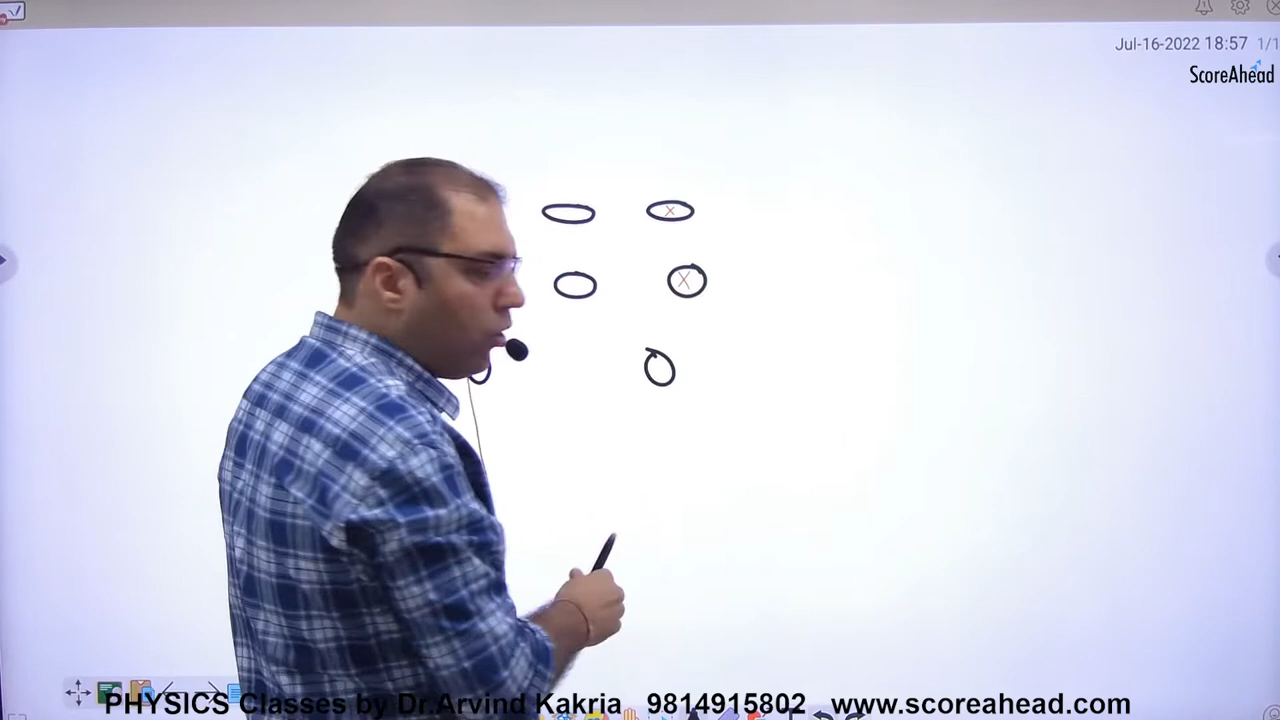 Jul-16-2022 18:57 1/1
ScoreAhead
X
X
PHYSICS Classes by Dr.Arvind Kakria 9814915802 www.scoreahead.com